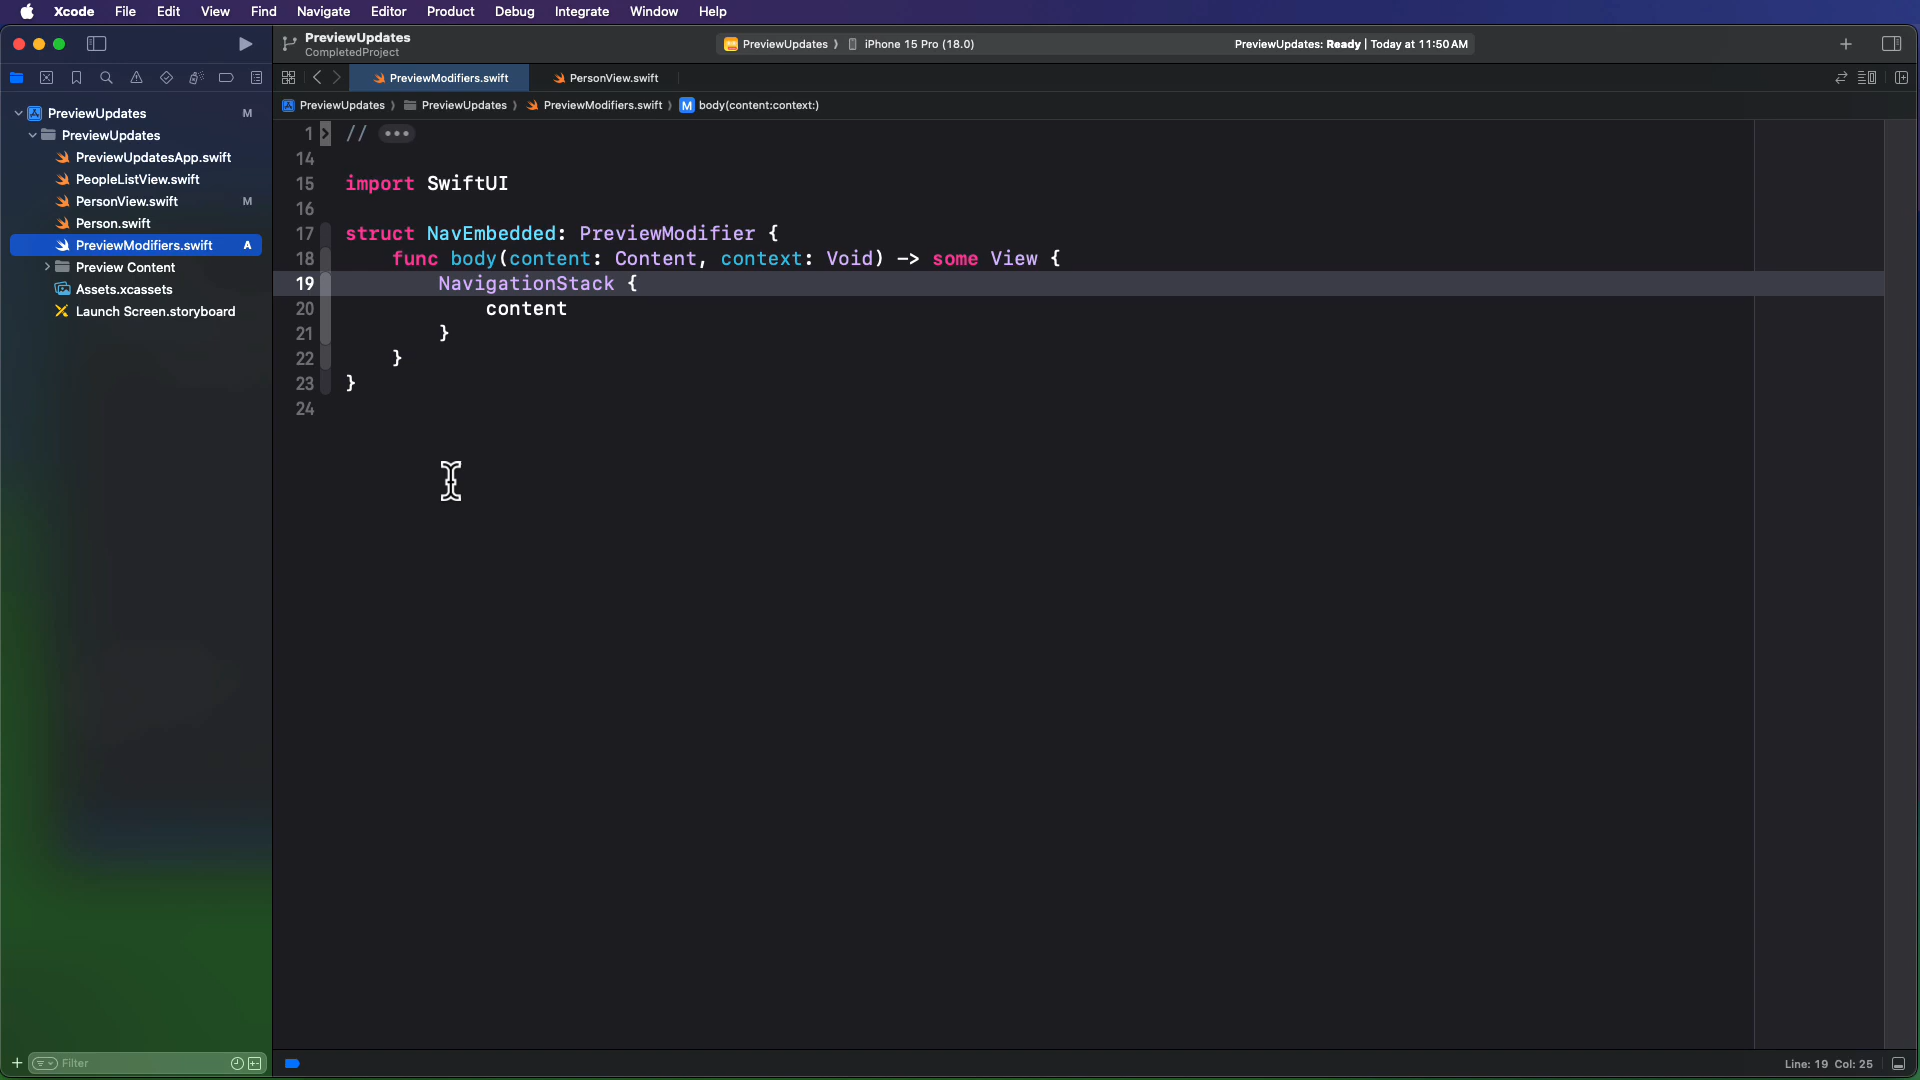 Xcode File Edit View Find Navigate Editor Product Debug Integrate Window Help
PreviewUpdates
CompletedProject
PreviewUpdates iPhone 15 Pro (18.0)
PreviewUpdates: Ready | Today at 11:50 AM
PreviewModifiers.swift PersonView.swift
PreviewUpdates PreviewUpdates PreviewModifiers.swift M body(content:context:)
PreviewUpdates M
PreviewUpdates
PreviewUpdatesApp.swift
PeopleListView.swift
PersonView.swift M
Person.swift
PreviewModifiers.swift A
Preview Content
Assets.xcassets
Launch Screen.storyboard
1 // •••
14
15 import SwiftUI
16
17 struct NavEmbedded: PreviewModifier {
18 func body(content: Content, context: Void) -> some View {
19 NavigationStack {
20 content
21 }
22 }
23 }
24
Filter
Line: 19 Col: 25